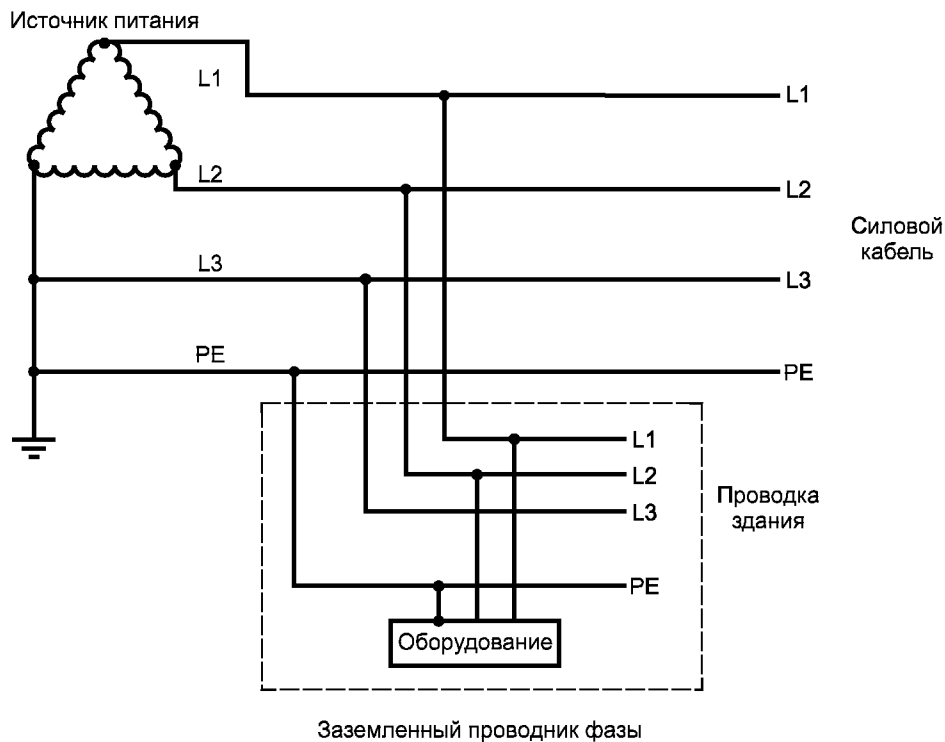 Источник питания
L1
L1
L2
L2
Силовой
кабель
L3
L3
PE
PE
L1
L2
Проводка
здания
L3
PE
Оборудование
Заземленный проводник фазы